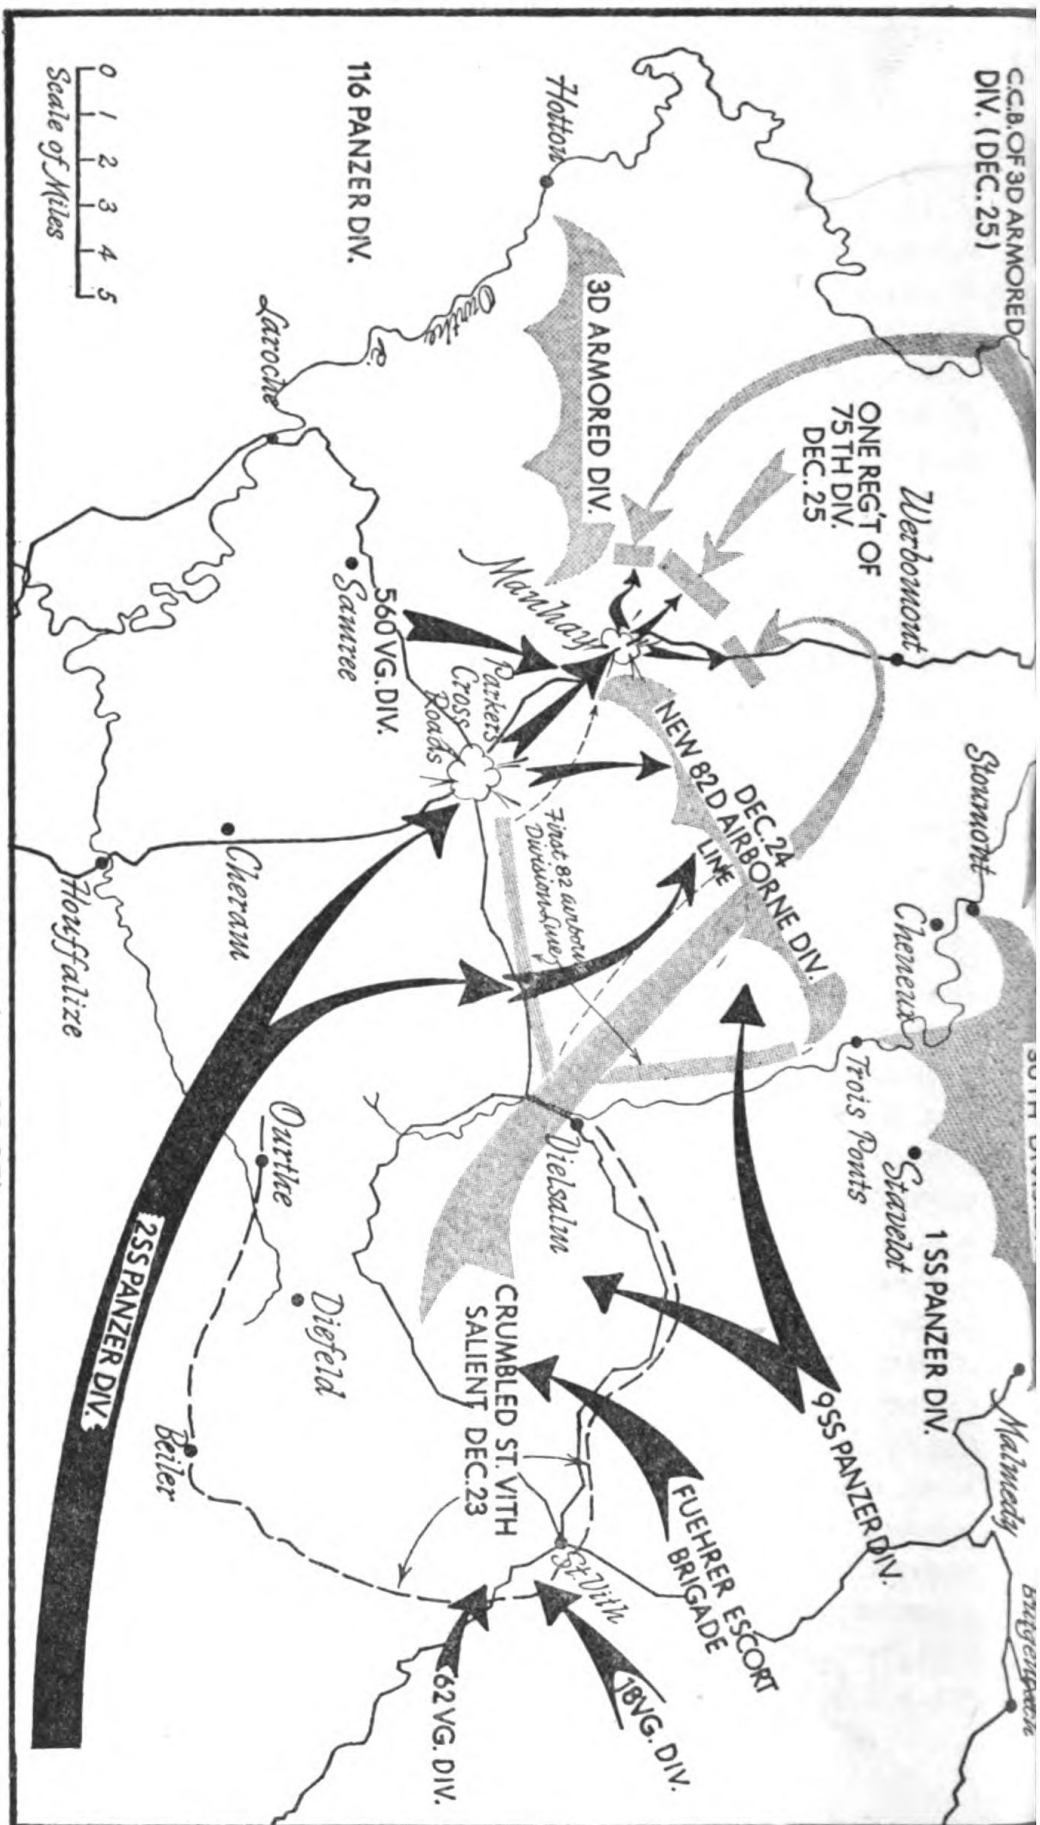 C.C.B. OF 3D ARMORED
DIV. (DEC. 25)
ONE REG'T OF
75TH DIV.
DEC. 25
Werbomont
Stoumont
Cheneux
Trois Ponts
Stavelot
1 SS PANZER DIV.
Malmedy
Hotton
3D ARMORED DIV.
Manhay
NEW 82D AIRBORNE DIV.
LINE
DEC. 24
9 SS PANZER DIV.
116 PANZER DIV.
Ourthe
R.
Laroche
Samree
560 VG. DIV.
Parkers
Cross
Roads
First 82 airborne
Division Line
Vielsalm
CRUMBLED ST. VITH
SALIENT, DEC. 23
FUEHRER ESCORT
BRIGADE
St. Vith
18 VG. DIV.
62 VG. DIV.
Cheram
Houffalize
Ourthe
Diefeld
Beiler
2 SS PANZER DIV.
0 1 2 3 4 5
Scale of Miles